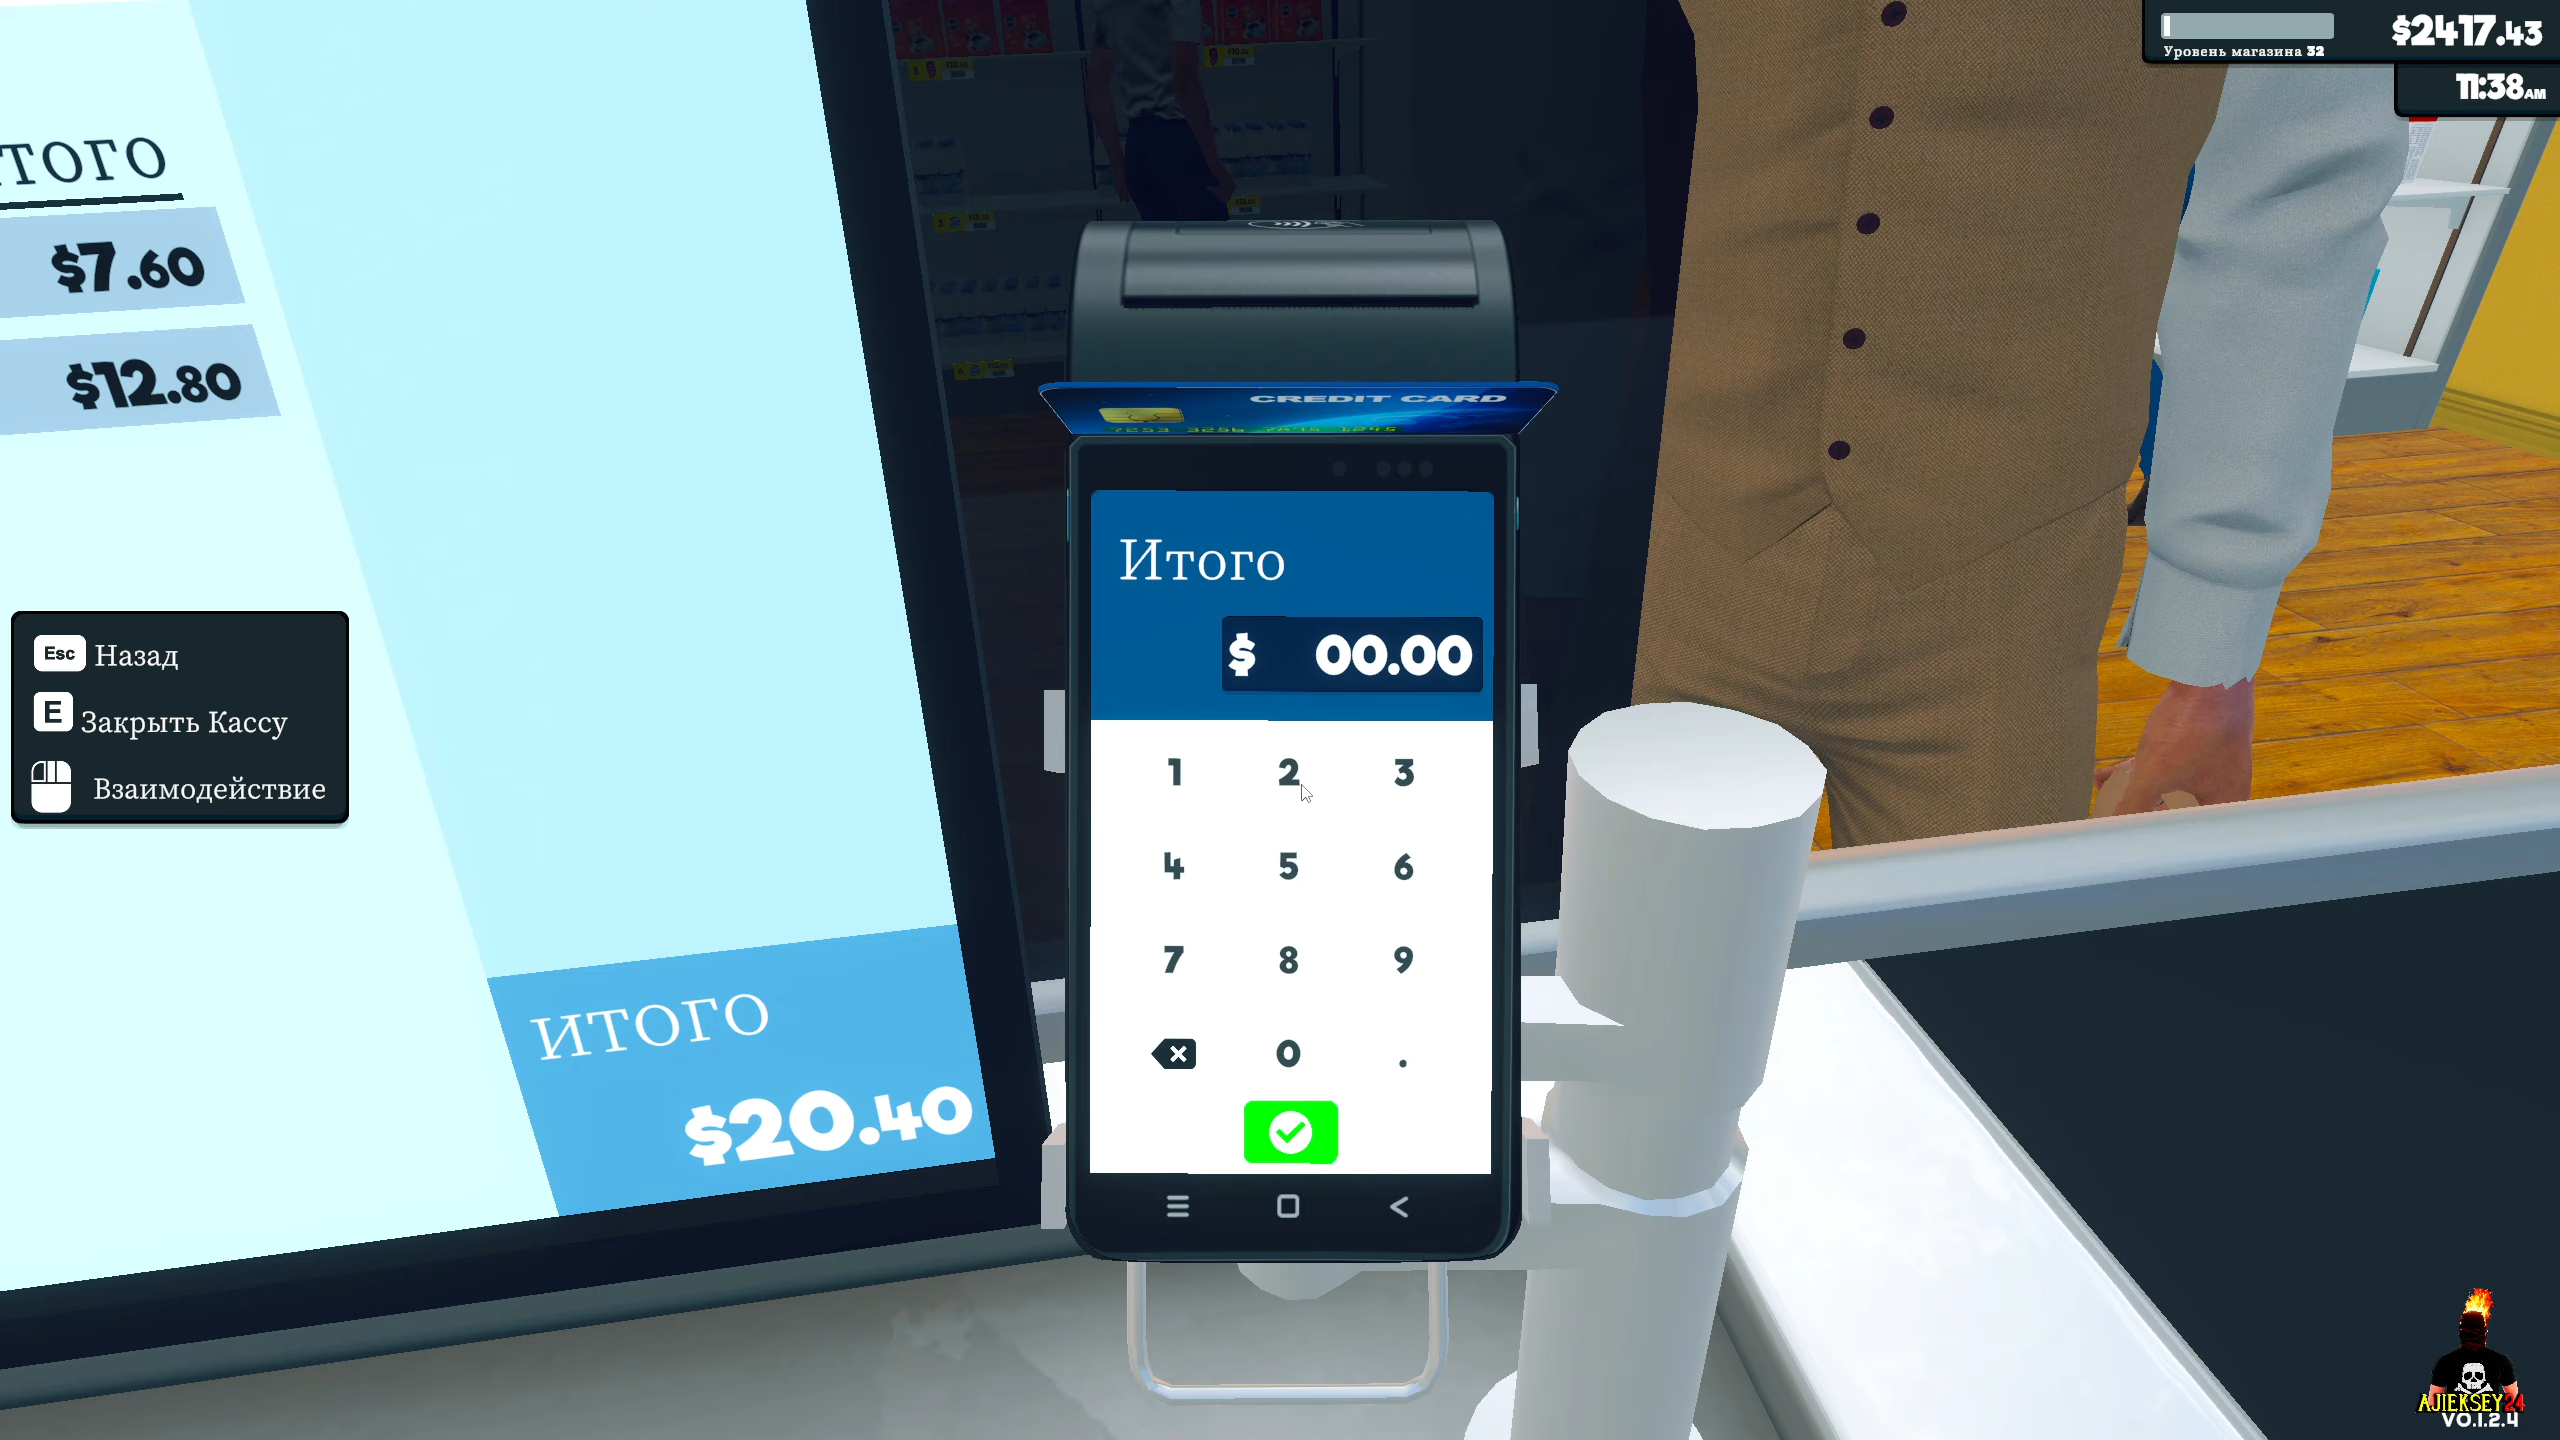 ТОГО
$7.60
$12.80
ИТОГО
$20.40
Esc Назад
E Закрыть Кассу
Взаимодействие
CREDIT CARD
Итого
$ 00.00
1 2 3
4 5 6
7 8 9
0 .
Уровень магазина 32
$2417.43
11:38AM
AJIEKSEY24
V0.1.2.4